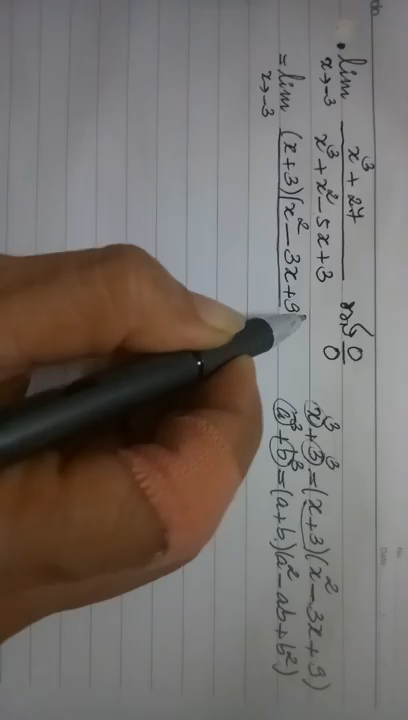 lim x→-3 x³ + 27 / x³ + x² - 5x + 3 0/0
= lim x→-3 (x+3)(x² - 3x + 9
x³ + 3³ = (x+3)(x² - 3x + 9)
a³ + b³ = (a+b)(a² - ab + b²)